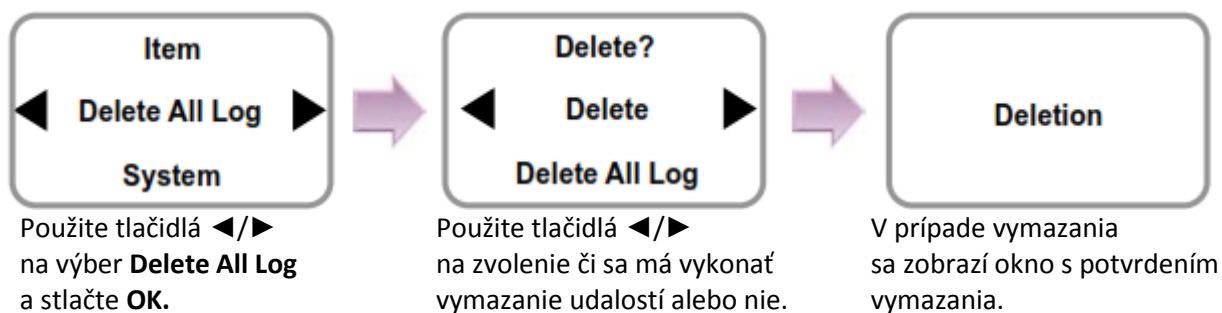 Item
◀ Delete All Log ▶
System
Delete?
◀ Delete ▶
Delete All Log
Deletion
Použite tlačidlá ◄/►
na výber Delete All Log
a stlačte OK.
Použite tlačidlá ◄/►
na zvolenie či sa má vykonať
vymazanie udalostí alebo nie.
V prípade vymazania
sa zobrazí okno s potvrdením
vymazania.